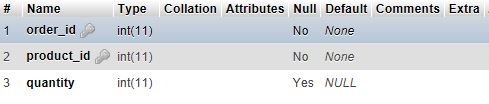 # Name Type Collation Attributes Null Default Comments Extra
1 order_id int(11) No None
2 product_id int(11) No None
3 quantity int(11) Yes NULL